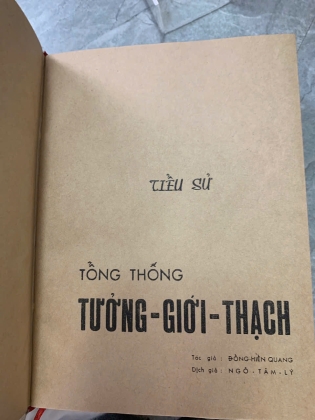 TIỂU SỬ
TỔNG THỐNG
TƯỞNG-GIỚI-THẠCH
Tác giả : ĐỒNG-HIỂN QUANG
Dịch giả : NGÔ-TÂM-LÝ